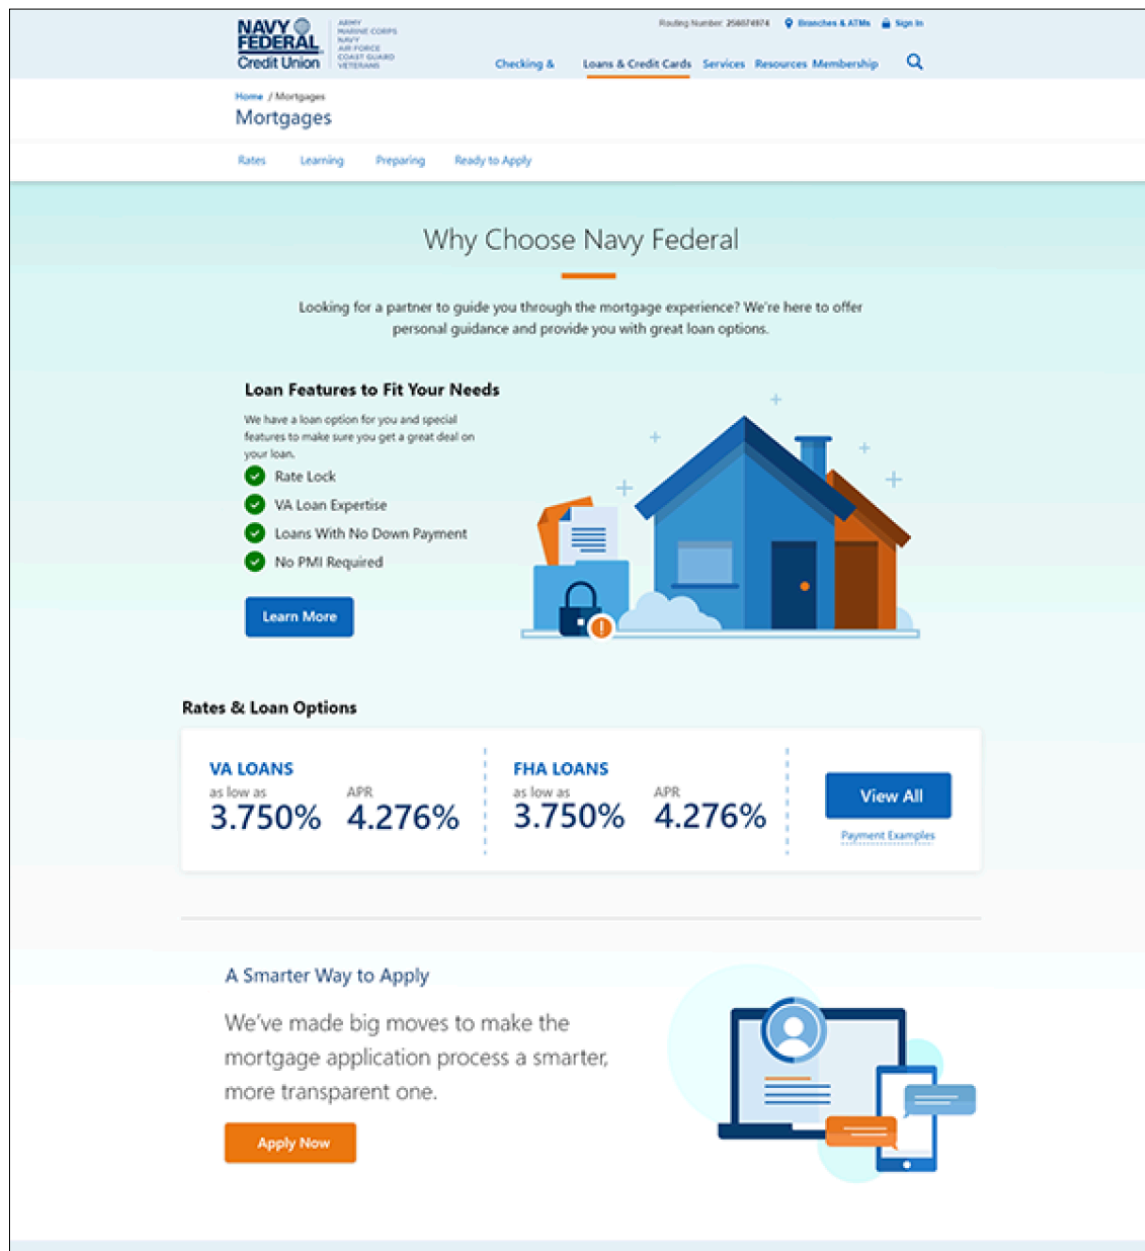 NAVY
FEDERAL
Credit Union
ARMY
MARINE CORPS
NAVY
AIR FORCE
COAST GUARD
VETERANS
Routing Number: 256074974 Branches & ATMs Sign In
Checking & Loans & Credit Cards Services Resources Membership
Home / Mortgages
Mortgages
Rates Learning Preparing Ready to Apply
Why Choose Navy Federal
Looking for a partner to guide you through the mortgage experience? We're here to offer
personal guidance and provide you with great loan options.
Loan Features to Fit Your Needs
We have a loan option for you and special
features to make sure you get a great deal on
your loan.
Rate Lock
VA Loan Expertise
Loans With No Down Payment
No PMI Required
Learn More
Rates & Loan Options
VA LOANS
as low as APR
3.750% 4.276%
FHA LOANS
as low as APR
3.750% 4.276%
View All
Payment Examples
A Smarter Way to Apply
We've made big moves to make the
mortgage application process a smarter,
more transparent one.
Apply Now